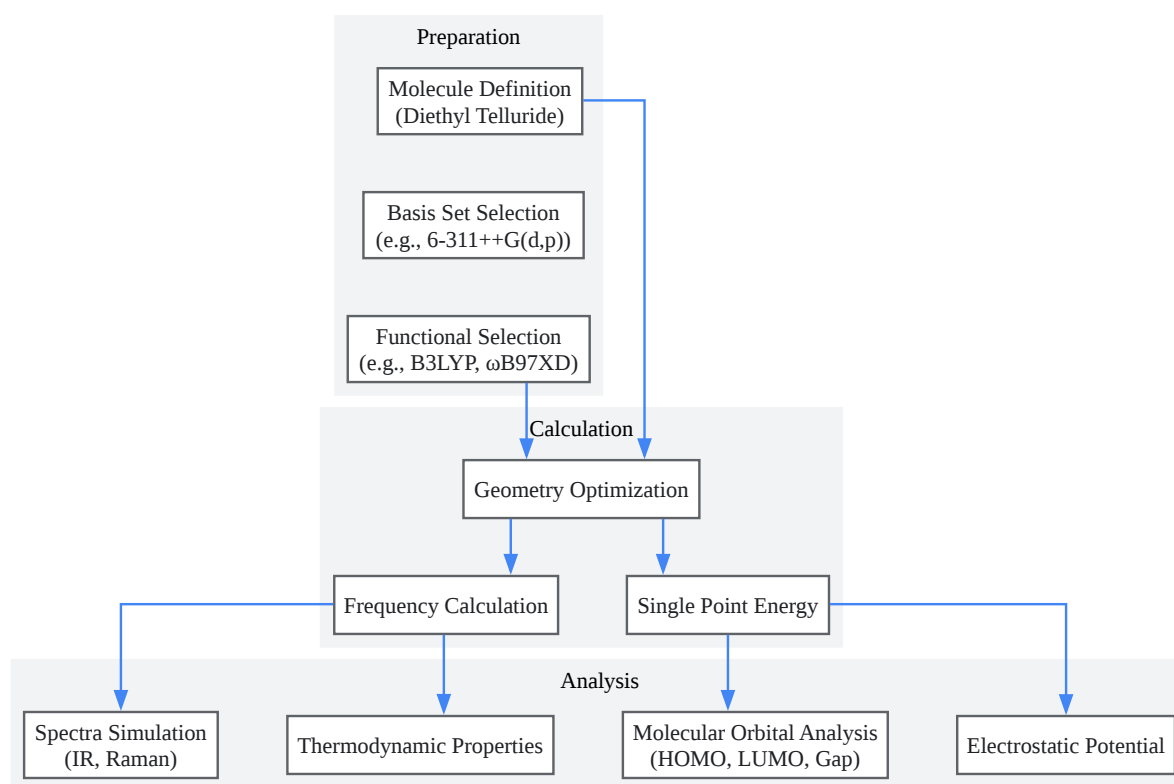 Preparation
Molecule Definition
(Diethyl Telluride)
Basis Set Selection
(e.g., 6-311++G(d,p))
Functional Selection
(e.g., B3LYP, ωB97XD)
Calculation
Geometry Optimization
Frequency Calculation
Single Point Energy
Analysis
Spectra Simulation
(IR, Raman)
Thermodynamic Properties
Molecular Orbital Analysis
(HOMO, LUMO, Gap)
Electrostatic Potential